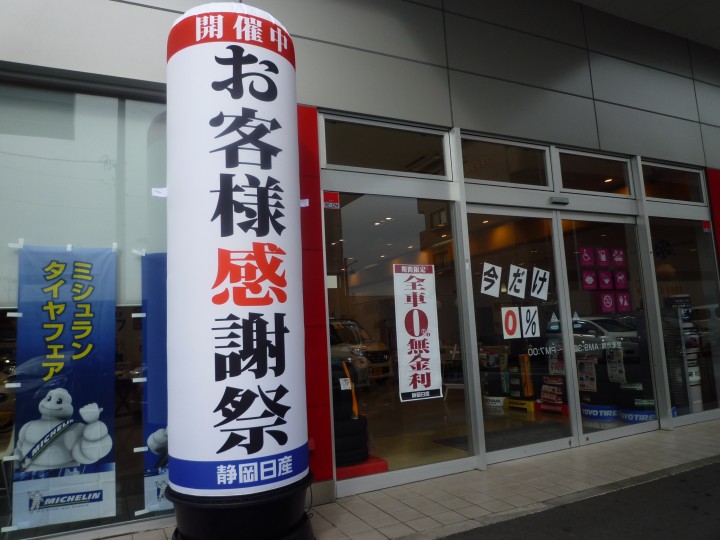 開催中
お客様感謝祭
静岡日産
ミシュラン
タイヤフェア
MICHELIN
MICHELIN
期間限定
全車0%無金利
静岡日産
今だけ
0%
TOYO TIRES